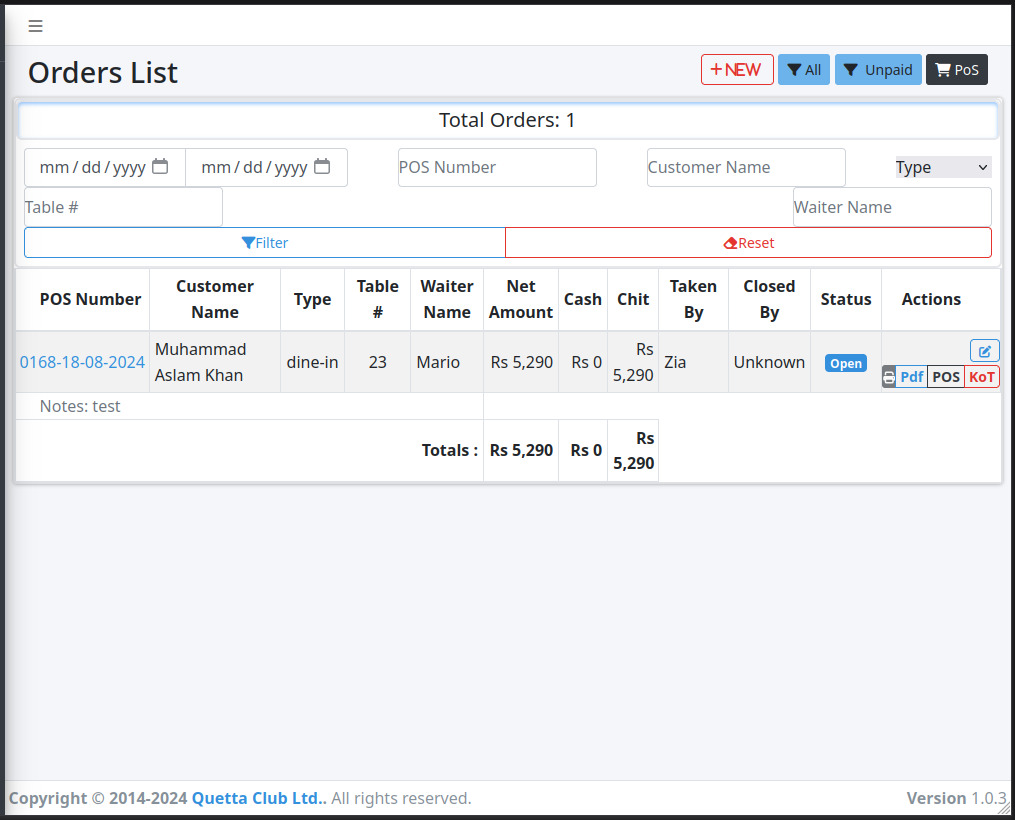 Orders List
NEW All Unpaid PoS
Total Orders: 1
mm/dd/yyyy mm/dd/yyyy POS Number Customer Name Type
Table # Waiter Name
Filter Reset
POS Number Customer Name Type Table # Waiter Name Net Amount Cash Chit Taken By Closed By Status Actions
0168-18-08-2024 Muhammad Aslam Khan dine-in 23 Mario Rs 5,290 Rs 0 Rs 5,290 Zia Unknown Open Pdf POS KoT
Notes: test
Totals : Rs 5,290 Rs 0 Rs 5,290
Copyright © 2014-2024 Quetta Club Ltd.. All rights reserved. Version 1.0.3